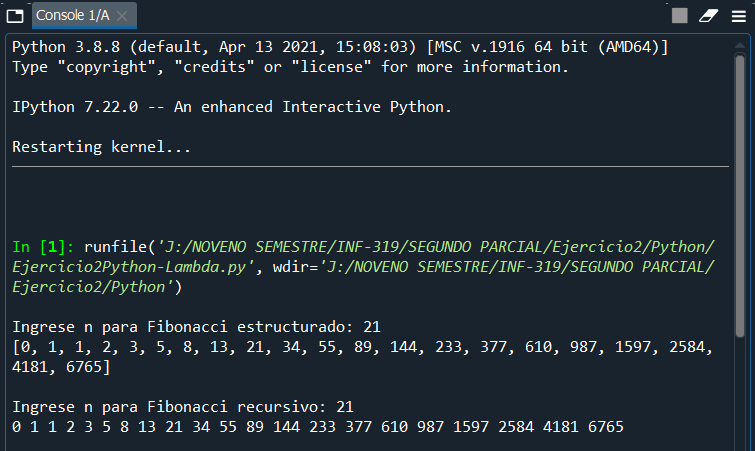 Console 1/A
Python 3.8.8 (default, Apr 13 2021, 15:08:03) [MSC v.1916 64 bit (AMD64)]
Type "copyright", "credits" or "license" for more information.
IPython 7.22.0 -- An enhanced Interactive Python.
Restarting kernel...
In [1]: runfile('J:/NOVENO SEMESTRE/INF-319/SEGUNDO PARCIAL/Ejercicio2/Python/
Ejercicio2Python-Lambda.py', wdir='J:/NOVENO SEMESTRE/INF-319/SEGUNDO PARCIAL/
Ejercicio2/Python')
Ingrese n para Fibonacci estructurado: 21
[0, 1, 1, 2, 3, 5, 8, 13, 21, 34, 55, 89, 144, 233, 377, 610, 987, 1597, 2584,
4181, 6765]
Ingrese n para Fibonacci recursivo: 21
0 1 1 2 3 5 8 13 21 34 55 89 144 233 377 610 987 1597 2584 4181 6765